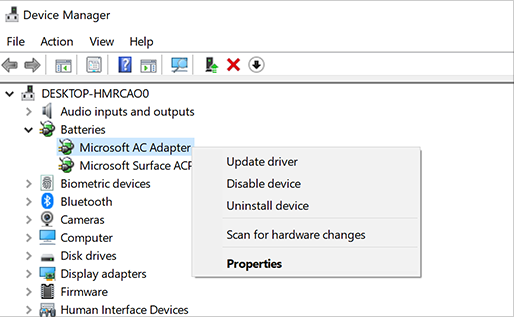 Device Manager
File Action View Help
DESKTOP-HMRCAO0
Audio inputs and outputs
Batteries
Microsoft AC Adapter
Microsoft Surface ACP
Biometric devices
Bluetooth
Cameras
Computer
Disk drives
Display adapters
Firmware
Human Interface Devices
Update driver
Disable device
Uninstall device
Scan for hardware changes
Properties